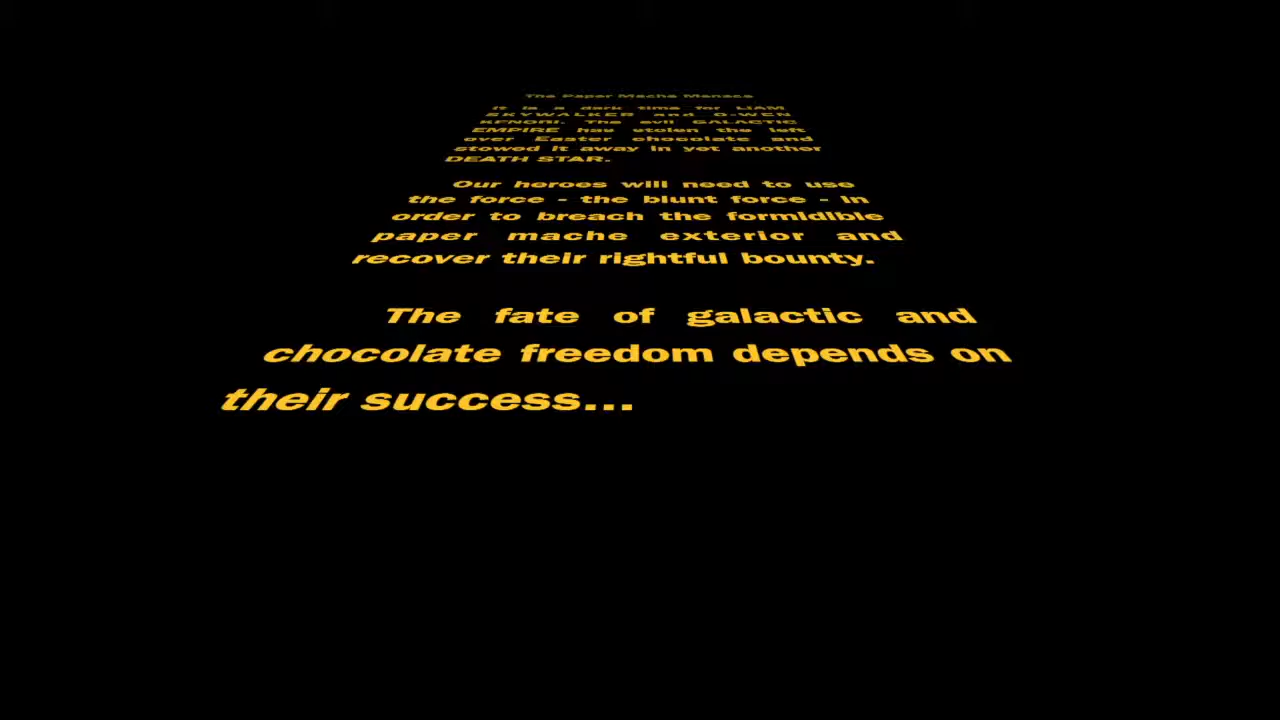 The Paper Mache Menace
It is a dark time for LIAM
SKYWALKER and O-WEN
KENOBI. The evil GALACTIC
EMPIRE has stolen the left
over Easter chocolate and
stowed it away in yet another
DEATH STAR.
Our heroes will need to use
the force - the blunt force - in
order to breach the formidible
paper mache exterior and
recover their rightful bounty.
The fate of galactic and
chocolate freedom depends on
their success...